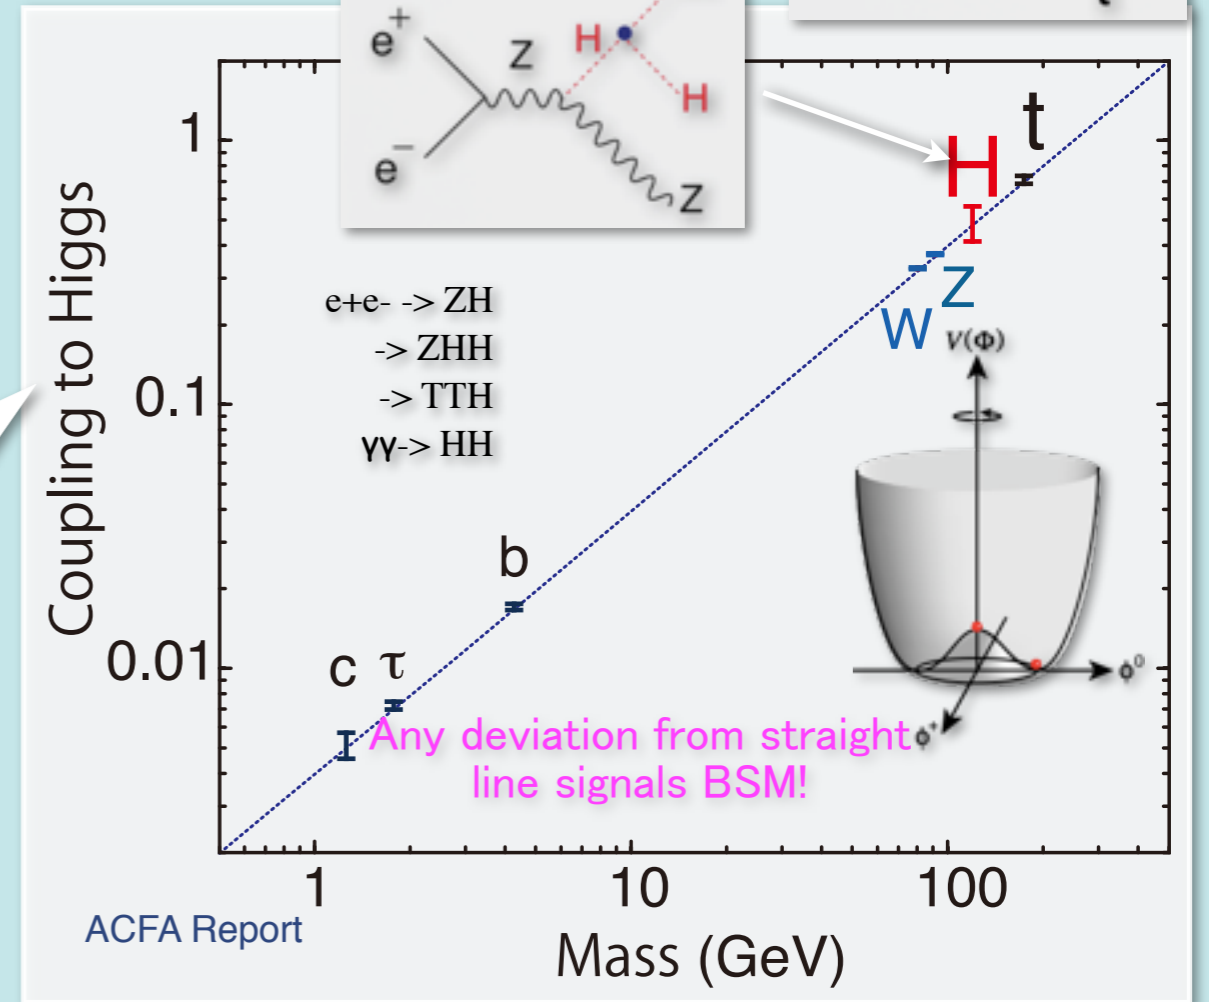 e+
Z
H
H
e−
Z
1
0.1
0.01
Coupling to Higgs
e+e- -> ZH
-> ZHH
-> TTH
γγ-> HH
t
H
Z
W
V(Φ)
b
c τ
ϕ⁰
ϕ⁺
Any deviation from straight
line signals BSM!
1 10 100
ACFA Report
Mass (GeV)